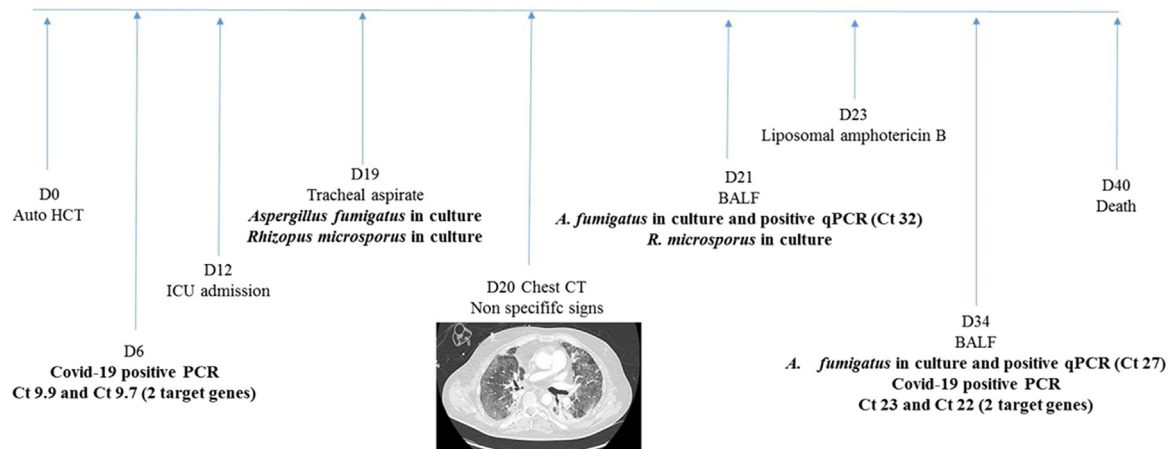 D0
Auto HCT
D6
Covid-19 positive PCR
Ct 9.9 and Ct 9.7 (2 target genes)
D12
ICU admission
D19
Tracheal aspirate
Aspergillus fumigatus in culture
Rhizopus microsporus in culture
D20 Chest CT
Non specififc signs
D21
BALF
A. fumigatus in culture and positive qPCR (Ct 32)
R. microsporus in culture
D23
Liposomal amphotericin B
D34
BALF
A. fumigatus in culture and positive qPCR (Ct 27)
Covid-19 positive PCR
Ct 23 and Ct 22 (2 target genes)
D40
Death